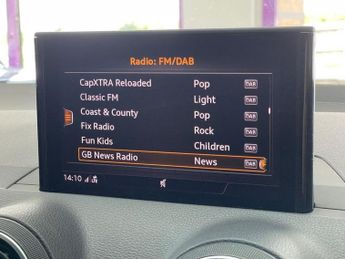 Radio: FM/DAB
CapXTRA Reloaded Pop DAB
Classic FM Light DAB
Coast & County Pop DAB
Fix Radio Rock DAB
Fun Kids Children DAB
GB News Radio News DAB
14:10